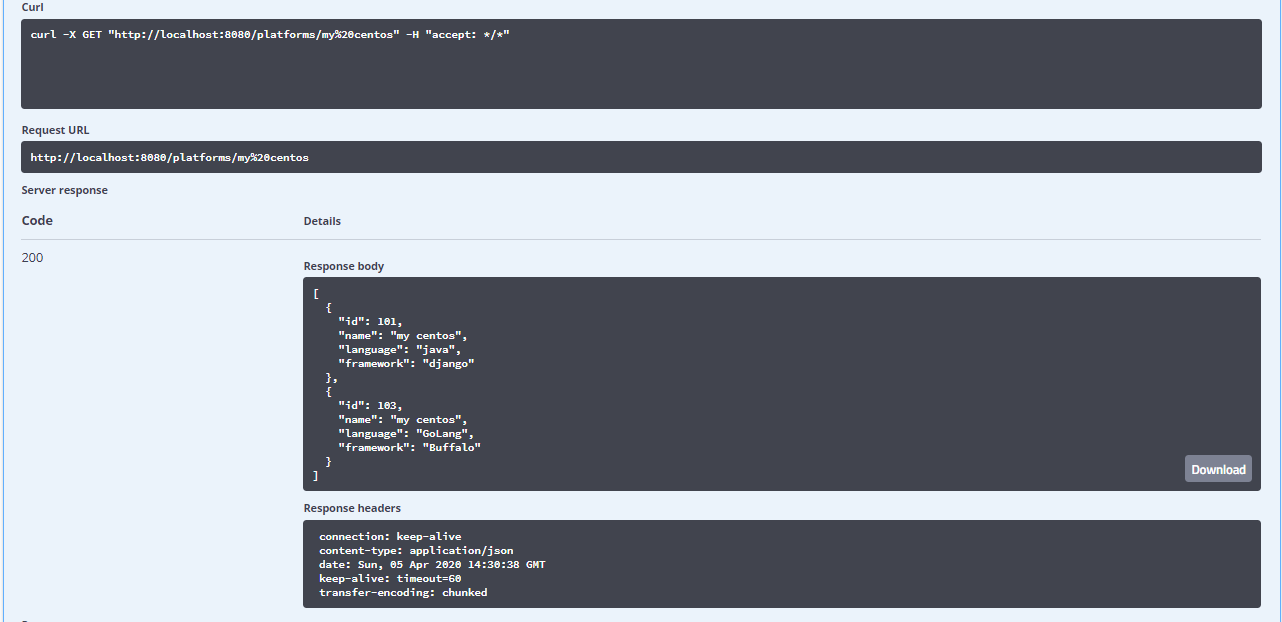 Curl
curl -X GET "http://localhost:8080/platforms/my%20centos" -H "accept: */*"
Request URL
http://localhost:8080/platforms/my%20centos
Server response
Code
Details
200
Response body
[
  {
    "id": 101,
    "name": "my centos",
    "language": "java",
    "framework": "django"
  },
  {
    "id": 103,
    "name": "my centos",
    "language": "GoLang",
    "framework": "Buffalo"
  }
]
Download
Response headers
connection: keep-alive
content-type: application/json
date: Sun, 05 Apr 2020 14:30:38 GMT
keep-alive: timeout=60
transfer-encoding: chunked